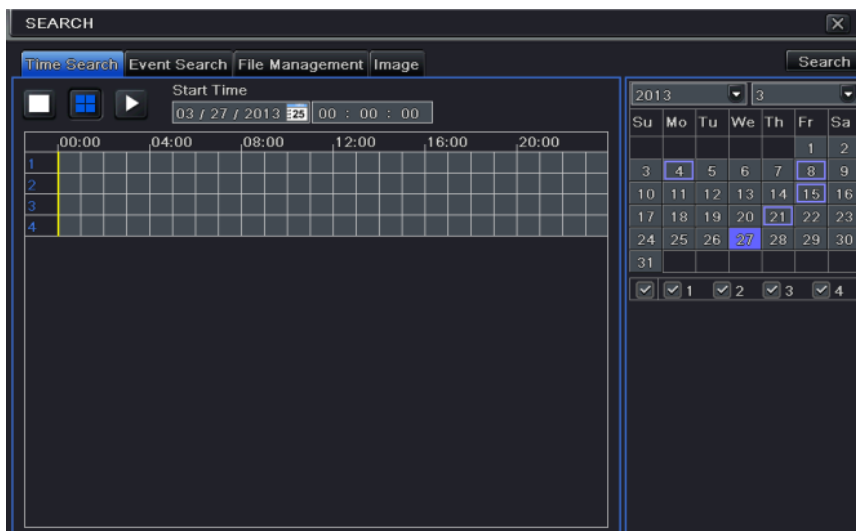 SEARCH
Time Search Event Search File Management Image
Search
Start Time
03 / 27 / 2013 25 00 : 00 : 00
00:00 04:00 08:00 12:00 16:00 20:00
1
2
3
4
2013 3
Su Mo Tu We Th Fr Sa
1 2
3 4 5 6 7 8 9
10 11 12 13 14 15 16
17 18 19 20 21 22 23
24 25 26 27 28 29 30
31
1 2 3 4